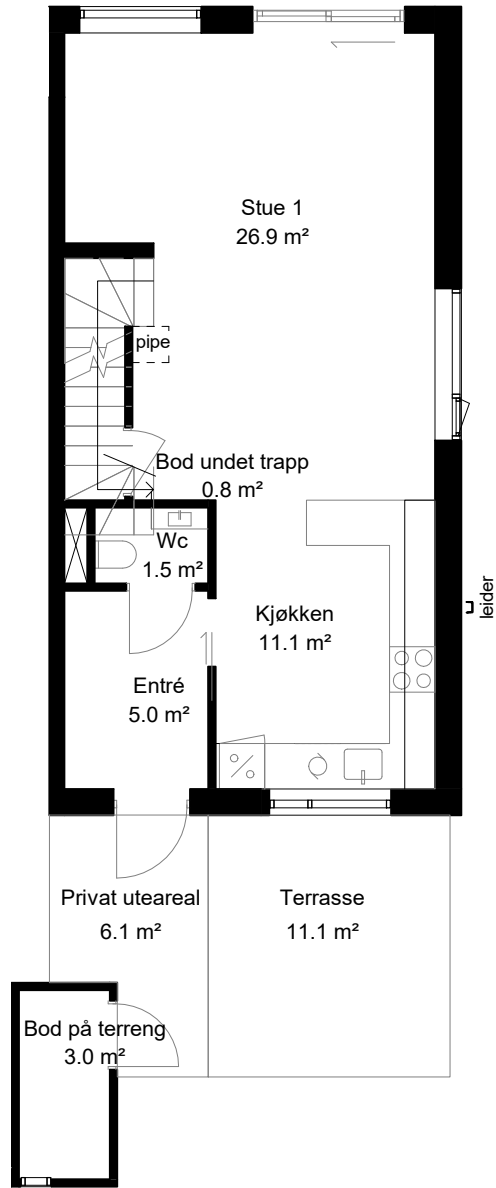 Stue 1
26.9 m²
pipe
Bod undet trapp
0.8 m²
Wc
1.5 m²
Kjøkken
11.1 m²
leider
Entré
5.0 m²
Privat uteareal
6.1 m²
Terrasse
11.1 m²
Bod på terreng
3.0 m²